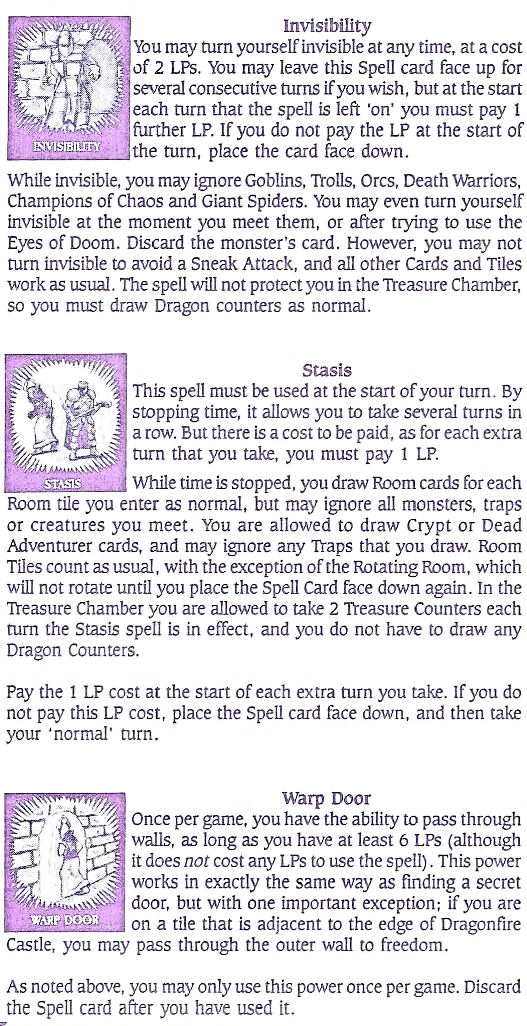 Invisibility
You may turn yourself invisible at any time, at a cost
of 2 LPs. You may leave this Spell card face up for
several consecutive turns if you wish, but at the start
each turn that the spell is left 'on' you must pay 1
further LP. If you do not pay the LP at the start of
the turn, place the card face down.
INVISIBILITY
While invisible, you may ignore Goblins, Trolls, Orcs, Death Warriors,
Champions of Chaos and Giant Spiders. You may even turn yourself
invisible at the moment you meet them, or after trying to use the
Eyes of Doom. Discard the monster's card. However, you may not
turn invisible to avoid a Sneak Attack, and all other Cards and Tiles
work as usual. The spell will not protect you in the Treasure Chamber,
so you must draw Dragon counters as normal.
Stasis
This spell must be used at the start of your turn. By
stopping time, it allows you to take several turns in
a row. But there is a cost to be paid, as for each extra
turn that you take, you must pay 1 LP.
STASIS
While time is stopped, you draw Room cards for each
Room tile you enter as normal, but may ignore all monsters, traps
or creatures you meet. You are allowed to draw Crypt or Dead
Adventurer cards, and may ignore any Traps that you draw. Room
Tiles count as usual, with the exception of the Rotating Room, which
will not rotate until you place the Spell Card face down again. In the
Treasure Chamber you are allowed to take 2 Treasure Counters each
turn the Stasis spell is in effect, and you do not have to draw any
Dragon Counters.
Pay the 1 LP cost at the start of each extra turn you take. If you do
not pay this LP cost, place the Spell card face down, and then take
your 'normal' turn.
Warp Door
Once per game, you have the ability to pass through
walls, as long as you have at least 6 LPs (although
it does not cost any LPs to use the spell). This power
works in exactly the same way as finding a secret
door, but with one important exception; if you are
on a tile that is adjacent to the edge of Dragonfire
WARP DOOR
Castle, you may pass through the outer wall to freedom.
As noted above, you may only use this power once per game. Discard
the Spell card after you have used it.